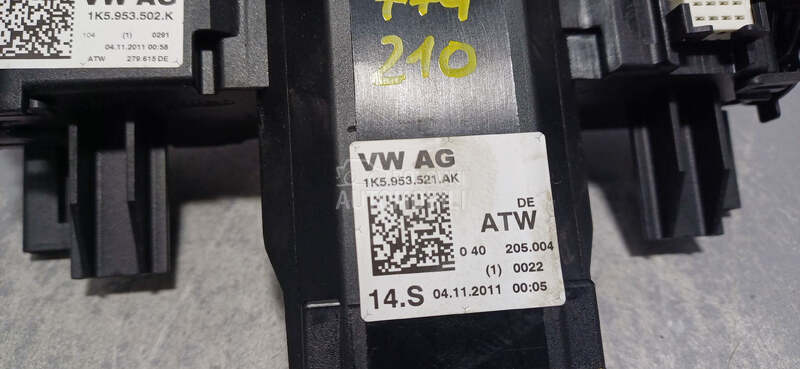 VW AG
1K5.953.502.K
104 (1) 0291
04.11.2011 00:58
ATW 279.615 DE
210
VW AG
1K5.953.521.AK
DE
ATW
0 40 205.004
(1) 0022
14.S 04.11.2011 00:05